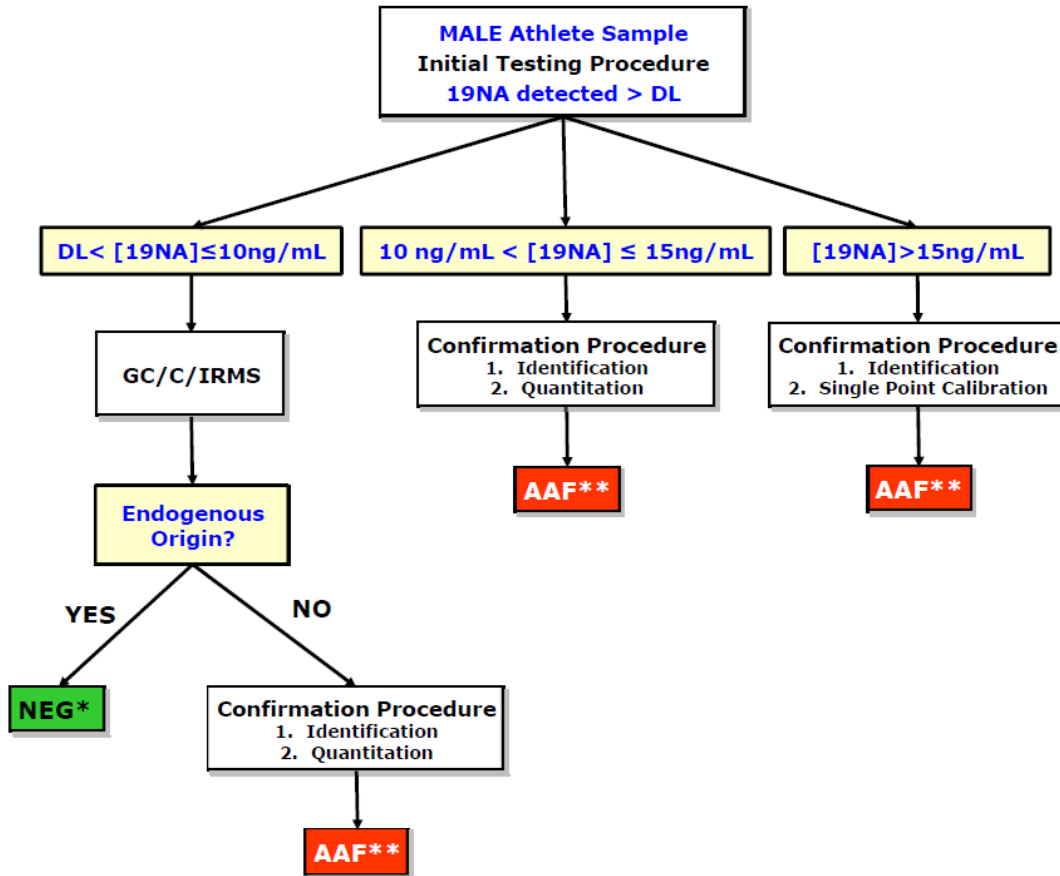 MALE Athlete Sample
Initial Testing Procedure
19NA detected > DL
DL< [19NA]≤10ng/mL
10 ng/mL < [19NA] ≤ 15ng/mL
[19NA]>15ng/mL
GC/C/IRMS
Confirmation Procedure
1. Identification
2. Quantitation
Confirmation Procedure
1. Identification
2. Single Point Calibration
AAF**
AAF**
Endogenous
Origin?
YES
NO
NEG*
Confirmation Procedure
1. Identification
2. Quantitation
AAF**